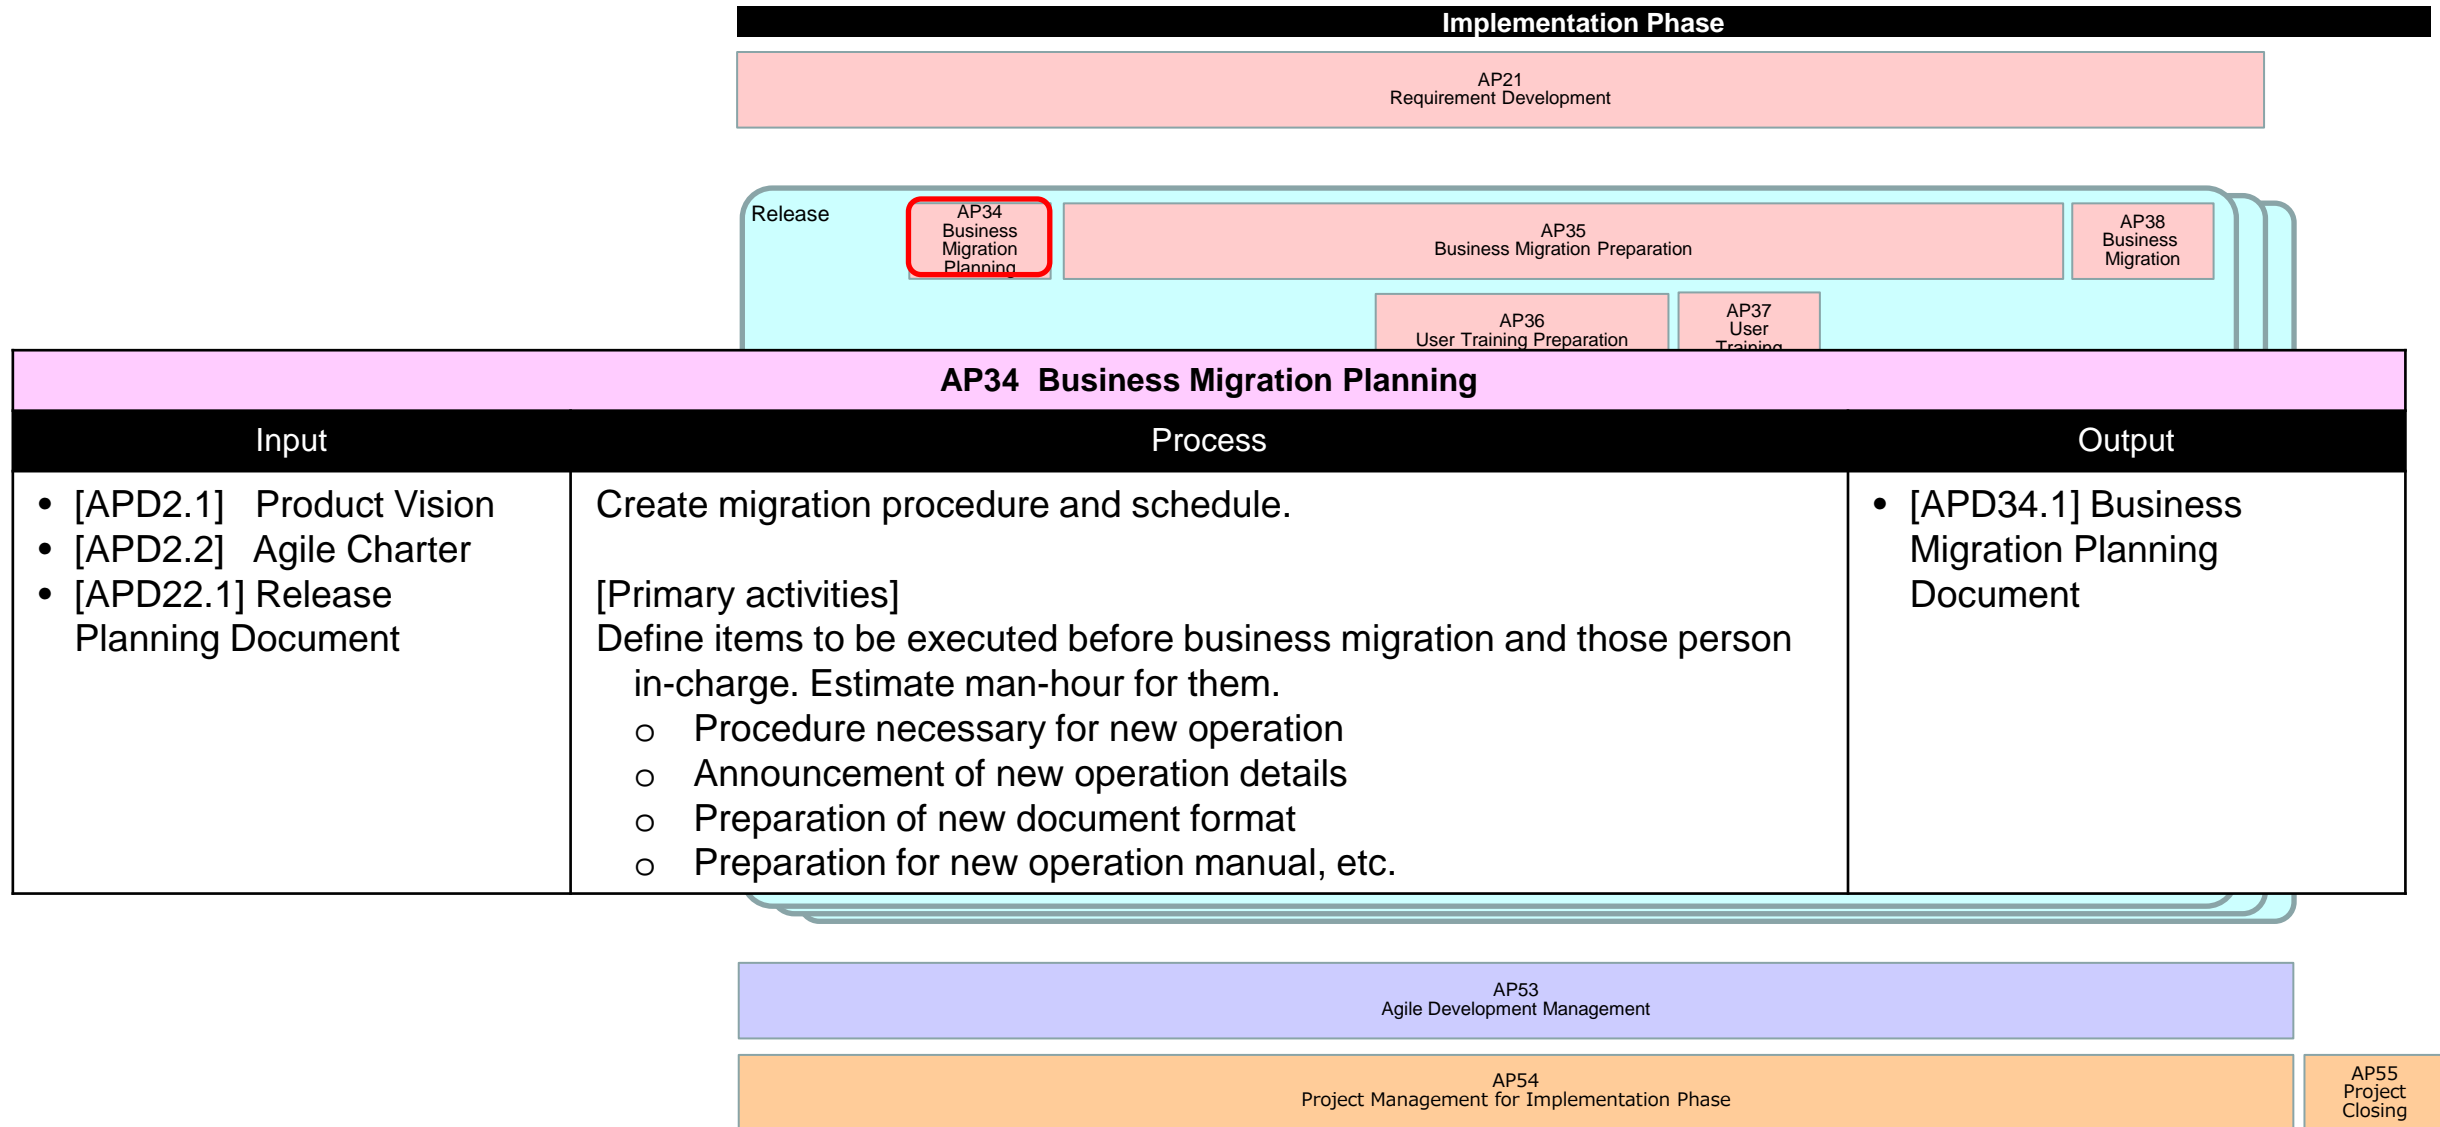 Implementation Phase
AP21
Requirement Development
Release
AP34
Business
Migration
Planning
AP35
Business Migration Preparation
AP38
Business
Migration
AP36
User Training Preparation
AP37
User
Training
AP34 Business Migration Planning
Input
Process
Output
• [APD2.1] Product Vision
• [APD2.2] Agile Charter
• [APD22.1] Release
Planning Document
Create migration procedure and schedule.
[Primary activities]
Define items to be executed before business migration and those person
in-charge. Estimate man-hour for them.
o Procedure necessary for new operation
o Announcement of new operation details
o Preparation of new document format
o Preparation for new operation manual, etc.
• [APD34.1] Business
Migration Planning
Document
AP53
Agile Development Management
AP54
Project Management for Implementation Phase
AP55
Project
Closing